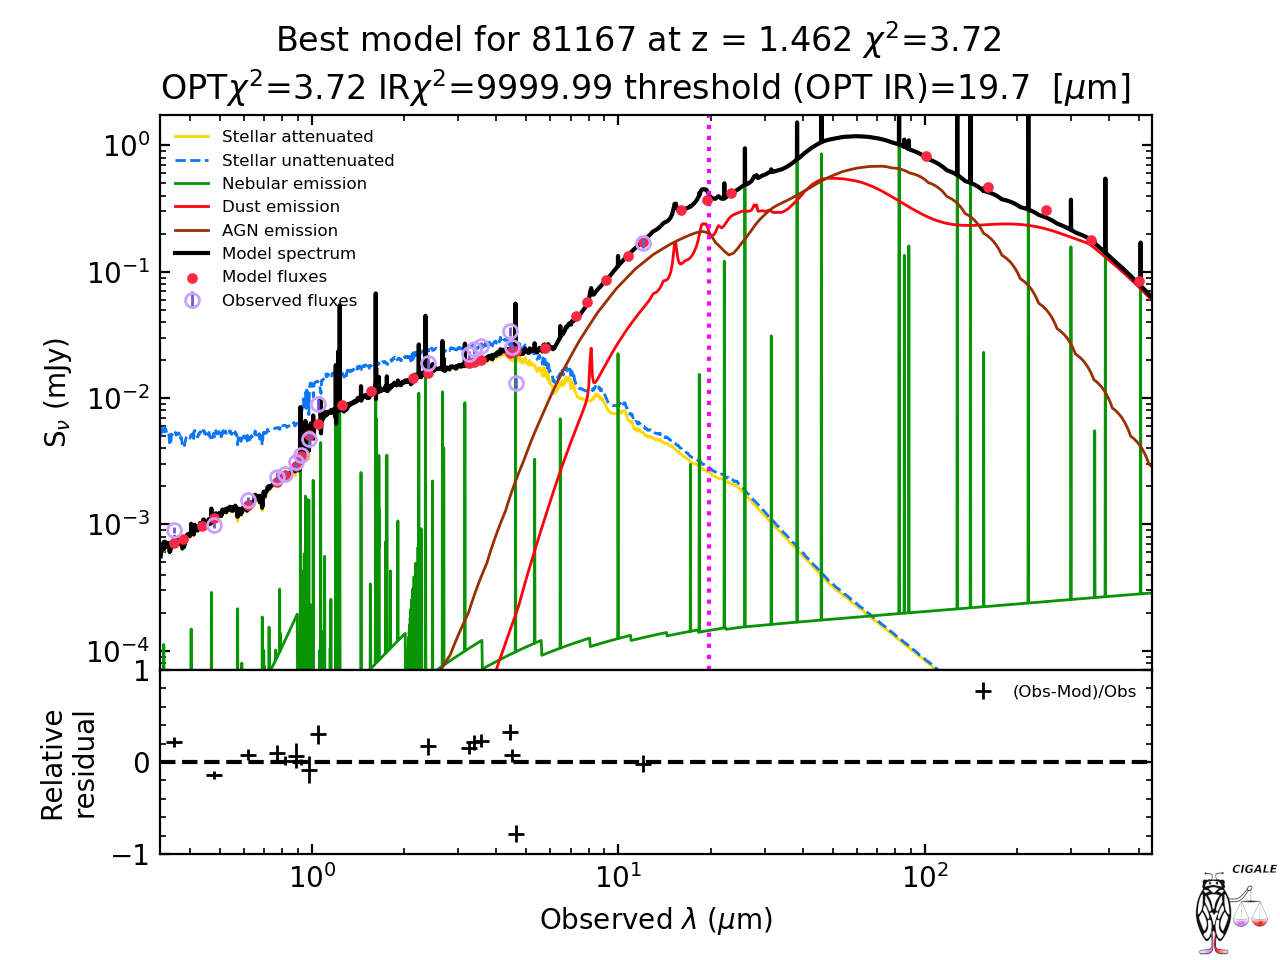 Best model for 81167 at z = 1.462 χ²=3.72
OPTχ²=3.72 IRχ²=9999.99 threshold (OPT IR)=19.7 [μm]
Stellar attenuated
Stellar unattenuated
Nebular emission
Dust emission
AGN emission
Model spectrum
Model fluxes
Observed fluxes
10⁰
10⁻¹
10⁻²
10⁻³
10⁻⁴
S_ν (mJy)
1
0
−1
Relative
residual
(Obs-Mod)/Obs
10⁰ 10¹ 10²
Observed λ (μm)
CIGALE